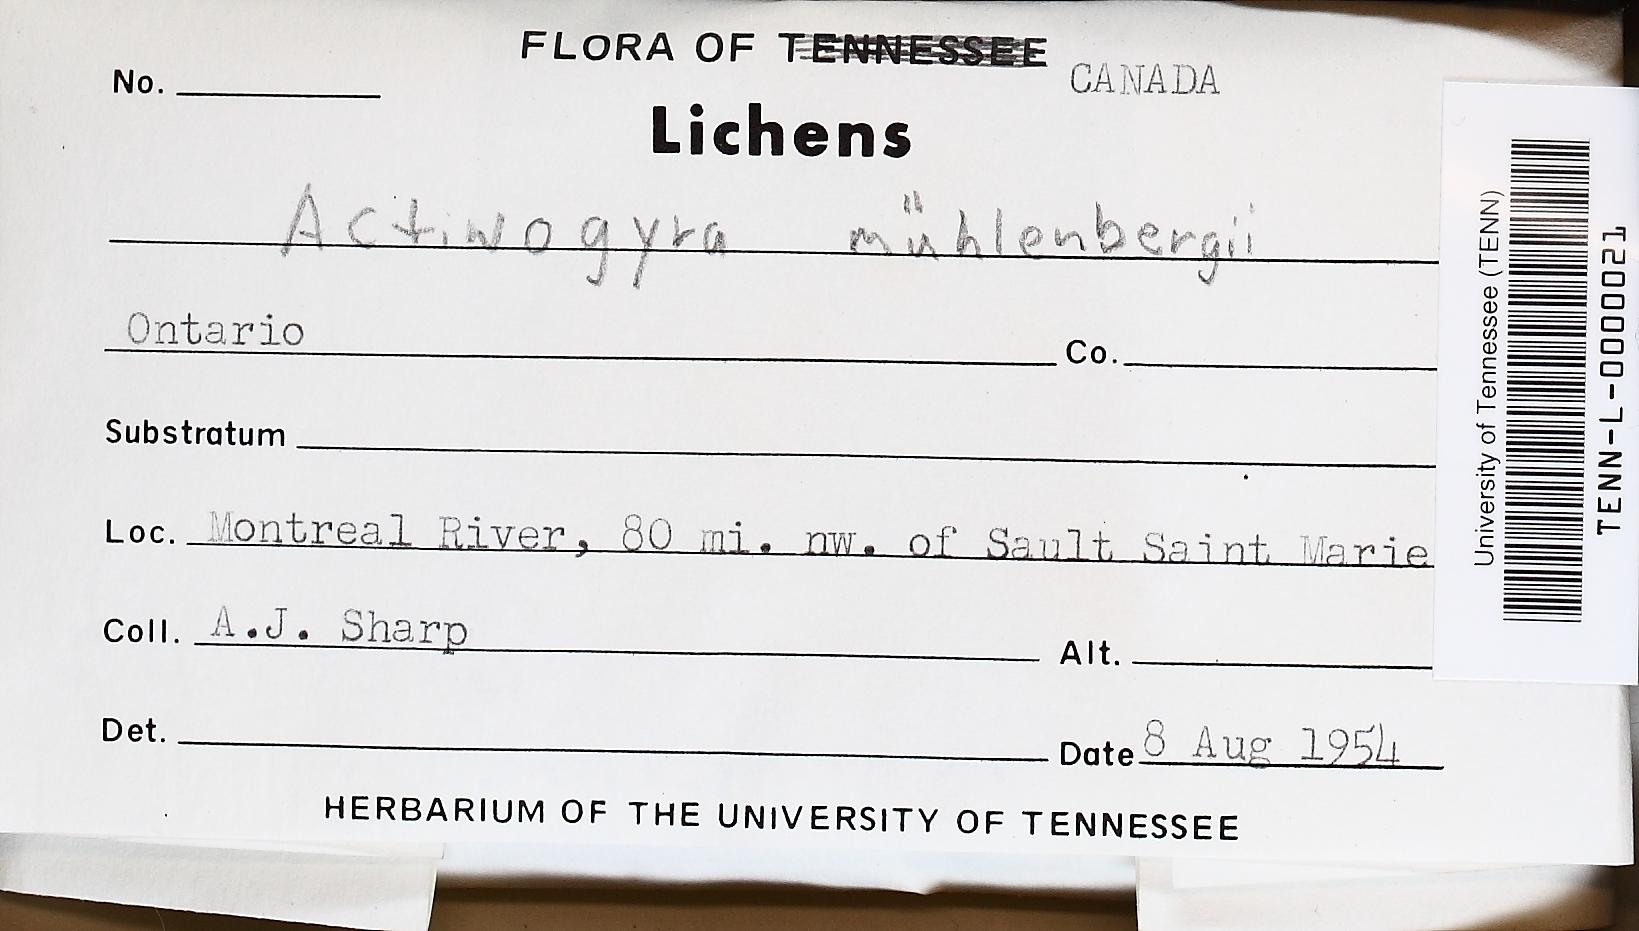 FLORA OF TENNESSEE CANADA
No.
Lichens
Actinogyra mühlenbergii
Ontario Co.
Substratum
Loc. Montreal River, 80 mi. nw. of Sault Saint Marie
Coll. A.J. Sharp Alt.
Det. Date 8 Aug 1954
HERBARIUM OF THE UNIVERSITY OF TENNESSEE
University of Tennessee (TENN)
TENN-L-0000021